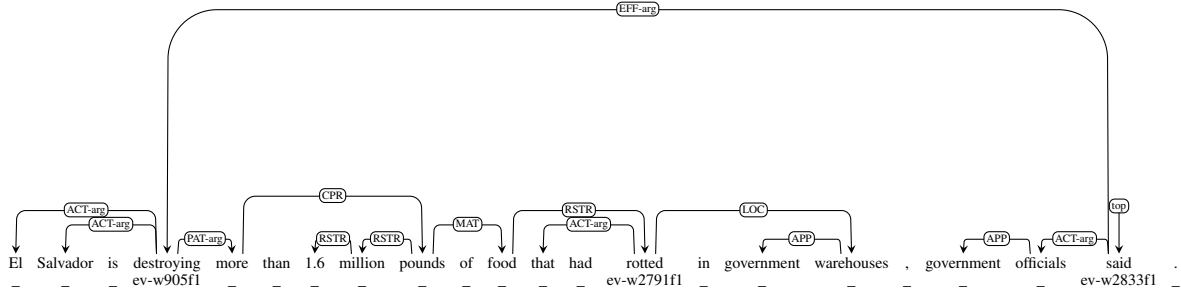 EFF-arg
CPR
ACT-arg RSTR LOC top
ACT-arg MAT ACT-arg
PAT-arg RSTR RSTR APP APP ACT-arg
El Salvador is destroying more than 1.6 million pounds of food that had rotted in government warehouses , government officials said .
_ _ _ ev-w905f1 _ _ _ _ _ _ _ _ _ ev-w2791f1 _ _ _ _ _ _ ev-w2833f1 _